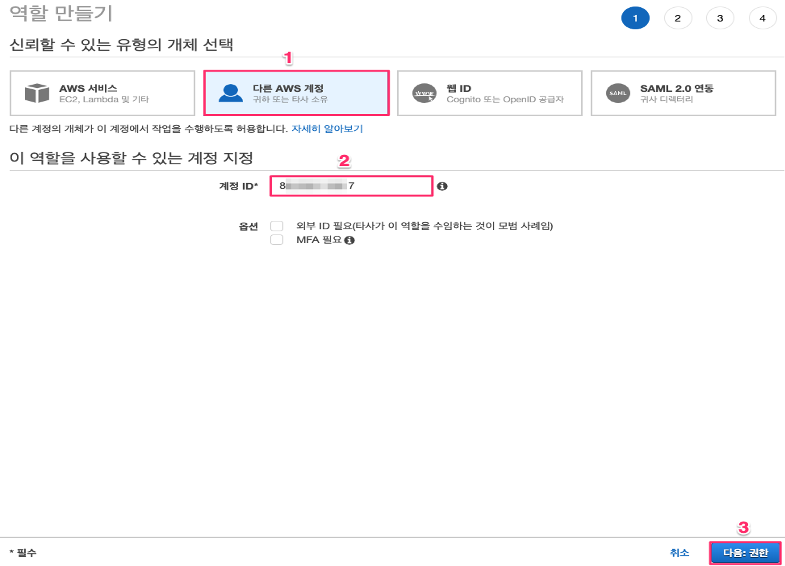 역할 만들기
1 2 3 4
신뢰할 수 있는 유형의 개체 선택
1
AWS 서비스
EC2, Lambda 및 기타
다른 AWS 계정
귀하 또는 타사 소유
웹 ID
Cognito 또는 OpenID 공급자
SAML
SAML 2.0 연동
귀사 디렉터리
다른 계정의 개체가 이 계정에서 작업을 수행하도록 허용합니다. 자세히 알아보기
이 역할을 사용할 수 있는 계정 지정
2
계정 ID* 8 7
옵션 외부 ID 필요(타사가 이 역할을 수임하는 것이 모범 사례임)
MFA 필요
3
* 필수 취소 다음: 권한